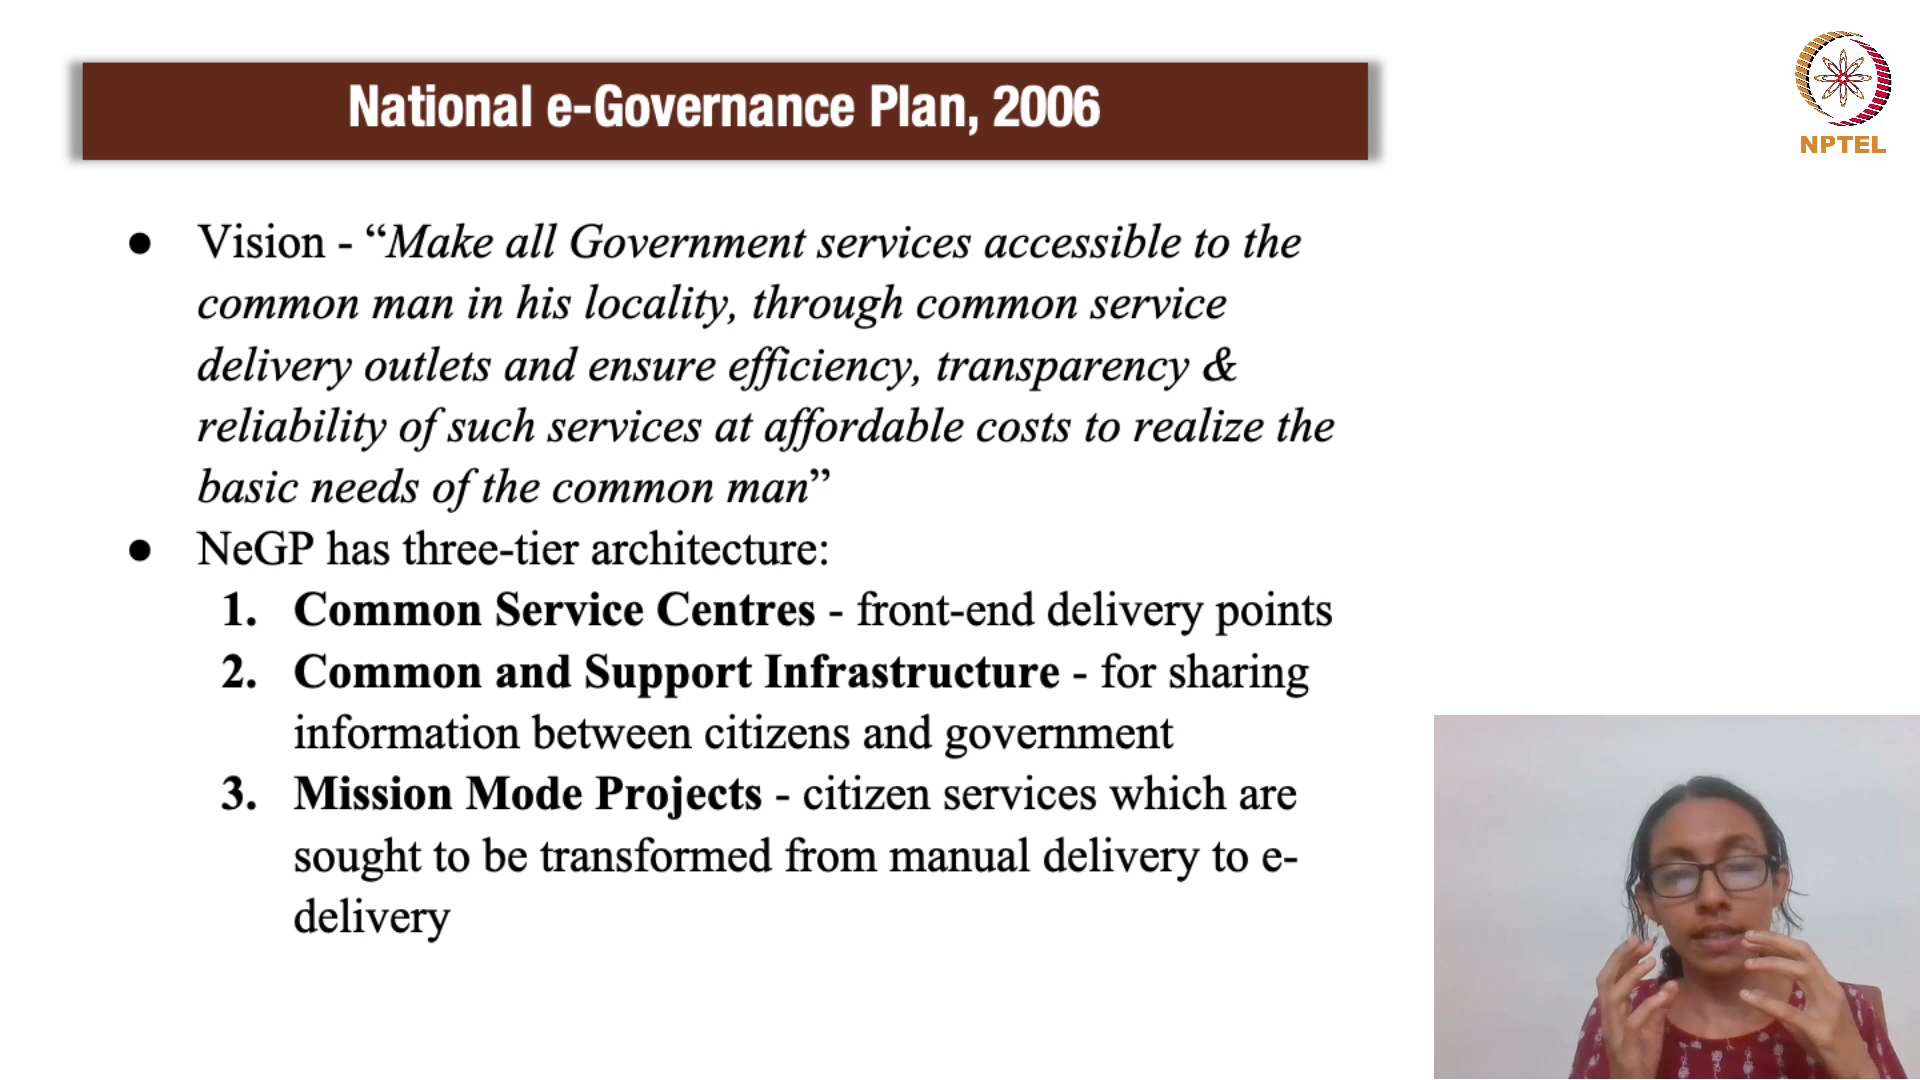 National e-Governance Plan, 2006
NPTEL
● Vision - “Make all Government services accessible to the
common man in his locality, through common service
delivery outlets and ensure efficiency, transparency &
reliability of such services at affordable costs to realize the
basic needs of the common man”
● NeGP has three-tier architecture:
1. Common Service Centres - front-end delivery points
2. Common and Support Infrastructure - for sharing
information between citizens and government
3. Mission Mode Projects - citizen services which are
sought to be transformed from manual delivery to e-
delivery